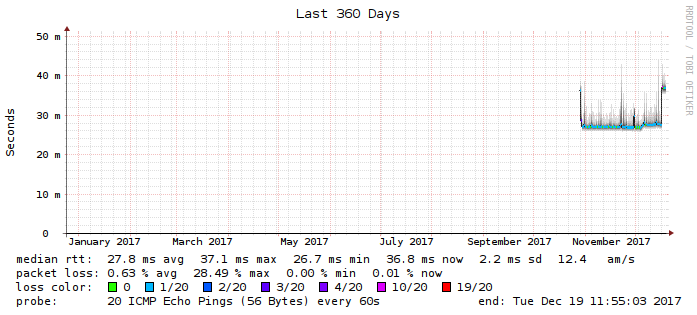 Last 360 Days
RRDTOOL / TOBI OETIKER
Seconds
50 m
40 m
30 m
20 m
10 m
0
January 2017 March 2017 May 2017 July 2017 September 2017 November 2017
median rtt: 27.8 ms avg 37.1 ms max 26.7 ms min 36.8 ms now 2.2 ms sd 12.4 am/s
packet loss: 0.63 % avg 28.49 % max 0.00 % min 0.01 % now
loss color: 0 1/20 2/20 3/20 4/20 10/20 19/20
probe: 20 ICMP Echo Pings (56 Bytes) every 60s end: Tue Dec 19 11:55:03 2017